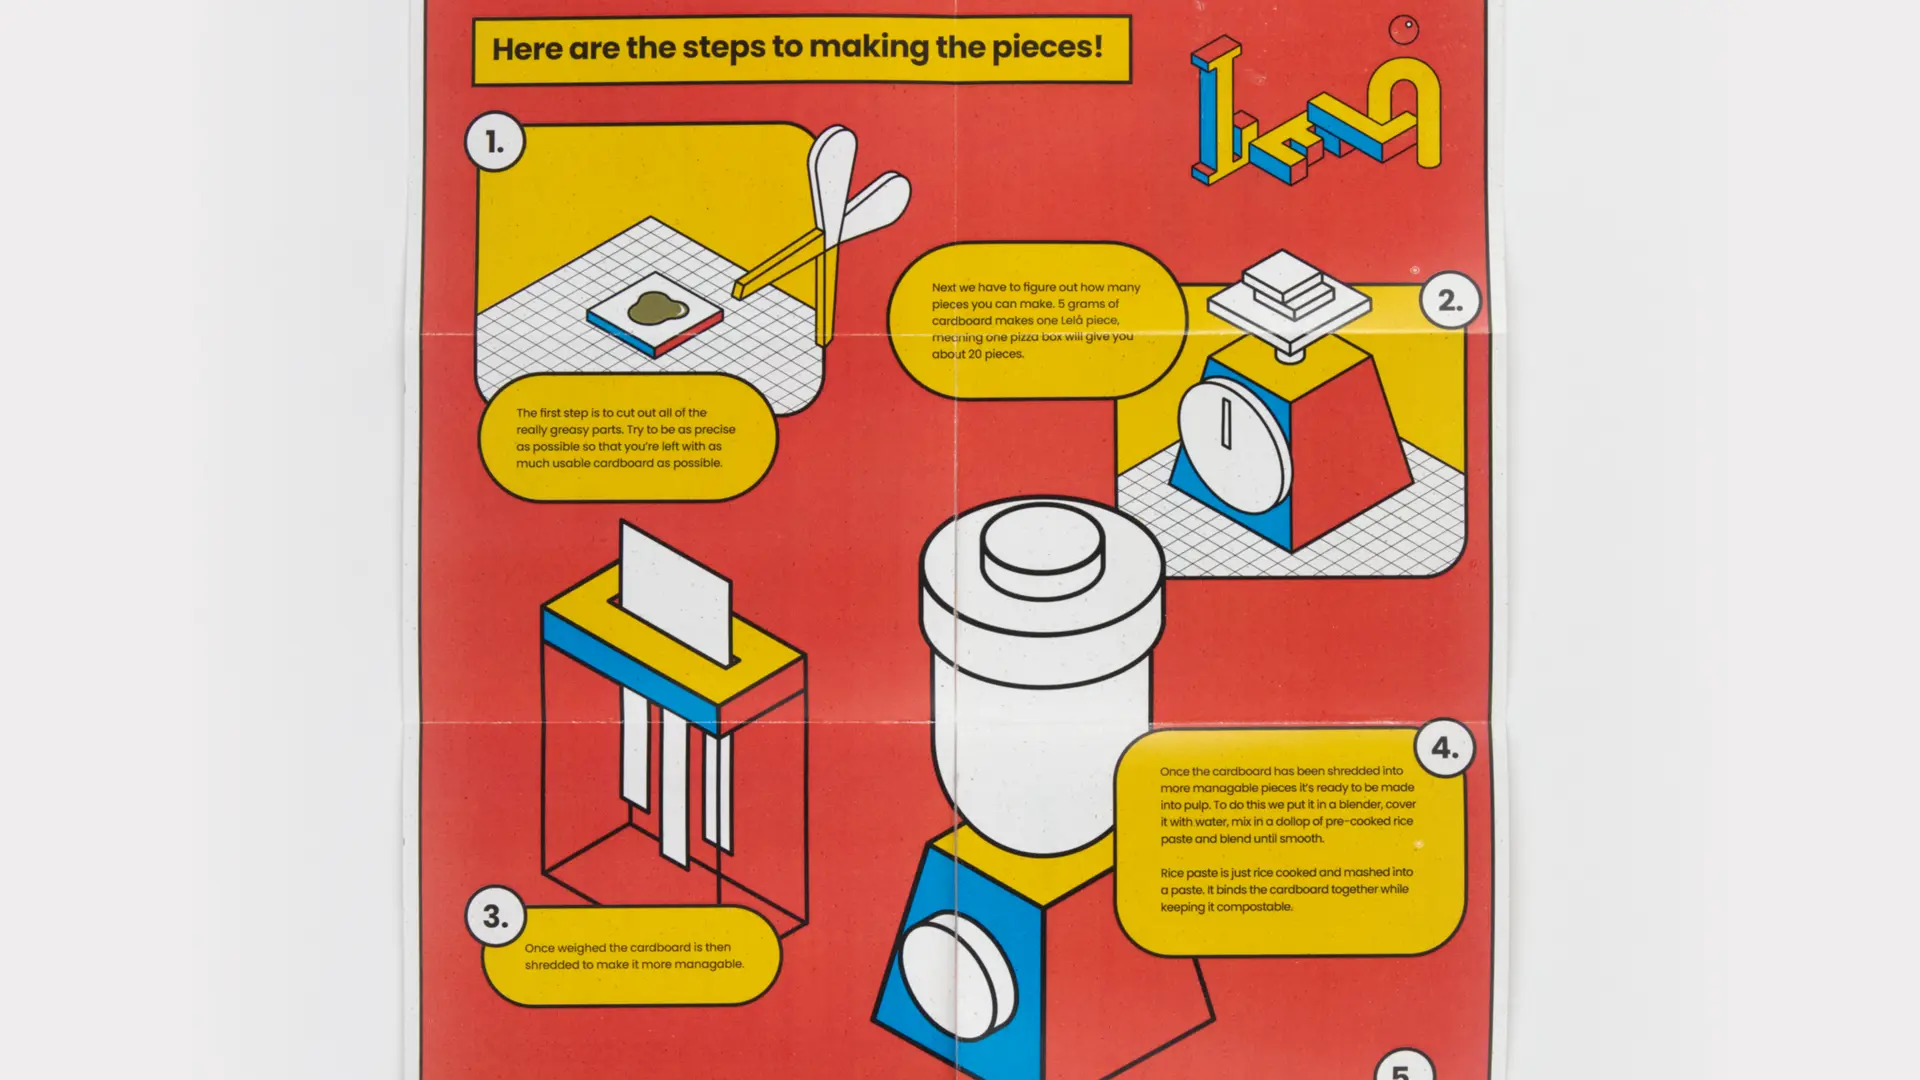 Here are the steps to making the pieces!
Lelå
1.
The first step is to cut out all of the
really greasy parts. Try to be as precise
as possible so that you're left with as
much usable cardboard as possible.
2.
Next we have to figure out how many
pieces you can make. 5 grams of
cardboard makes one Lelå piece,
meaning one pizza box will give you
about 20 pieces.
3.
Once weighed the cardboard is then
shredded to make it more managable.
4.
Once the cardboard has been shredded into
more managable pieces it's ready to be made
into pulp. To do this we put it in a blender, cover
it with water, mix in a dollop of pre-cooked rice
paste and blend until smooth.
Rice paste is just rice cooked and mashed into
a paste. It binds the cardboard together while
keeping it compostable.
5.